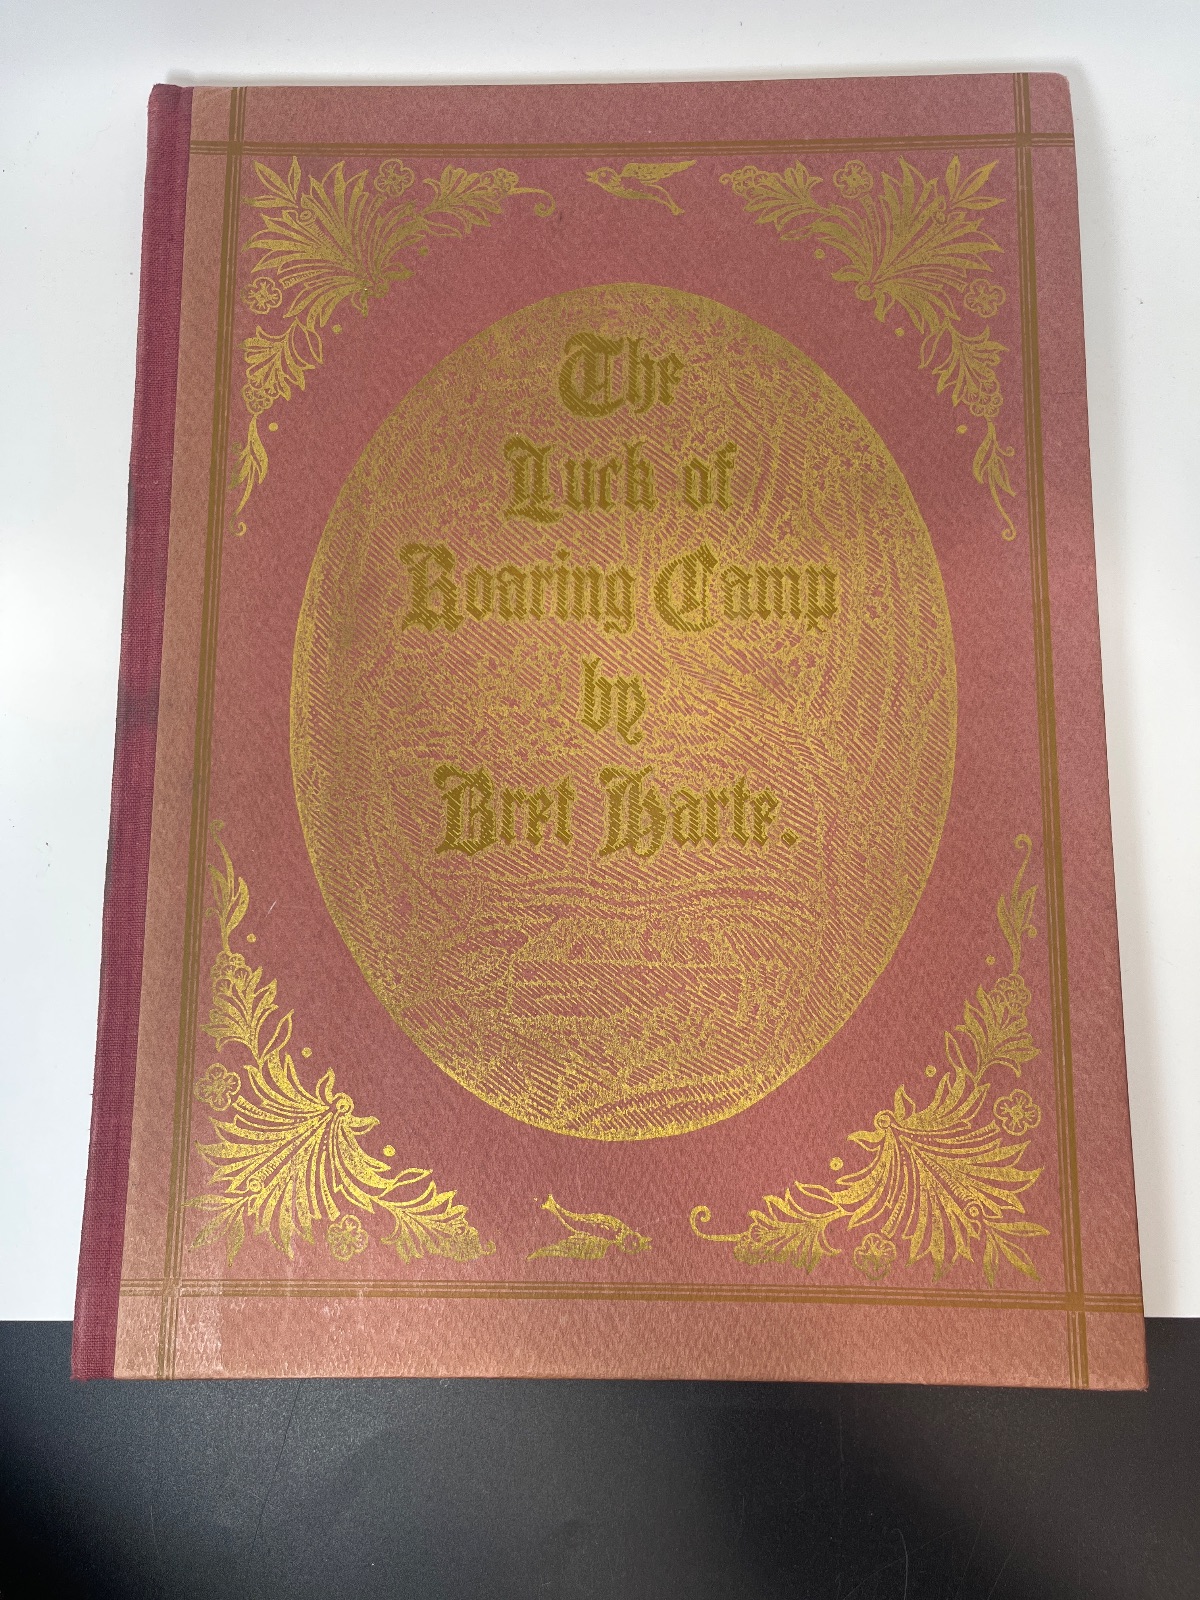 The
Luck of
Roaring Camp
by
Bret Harte.